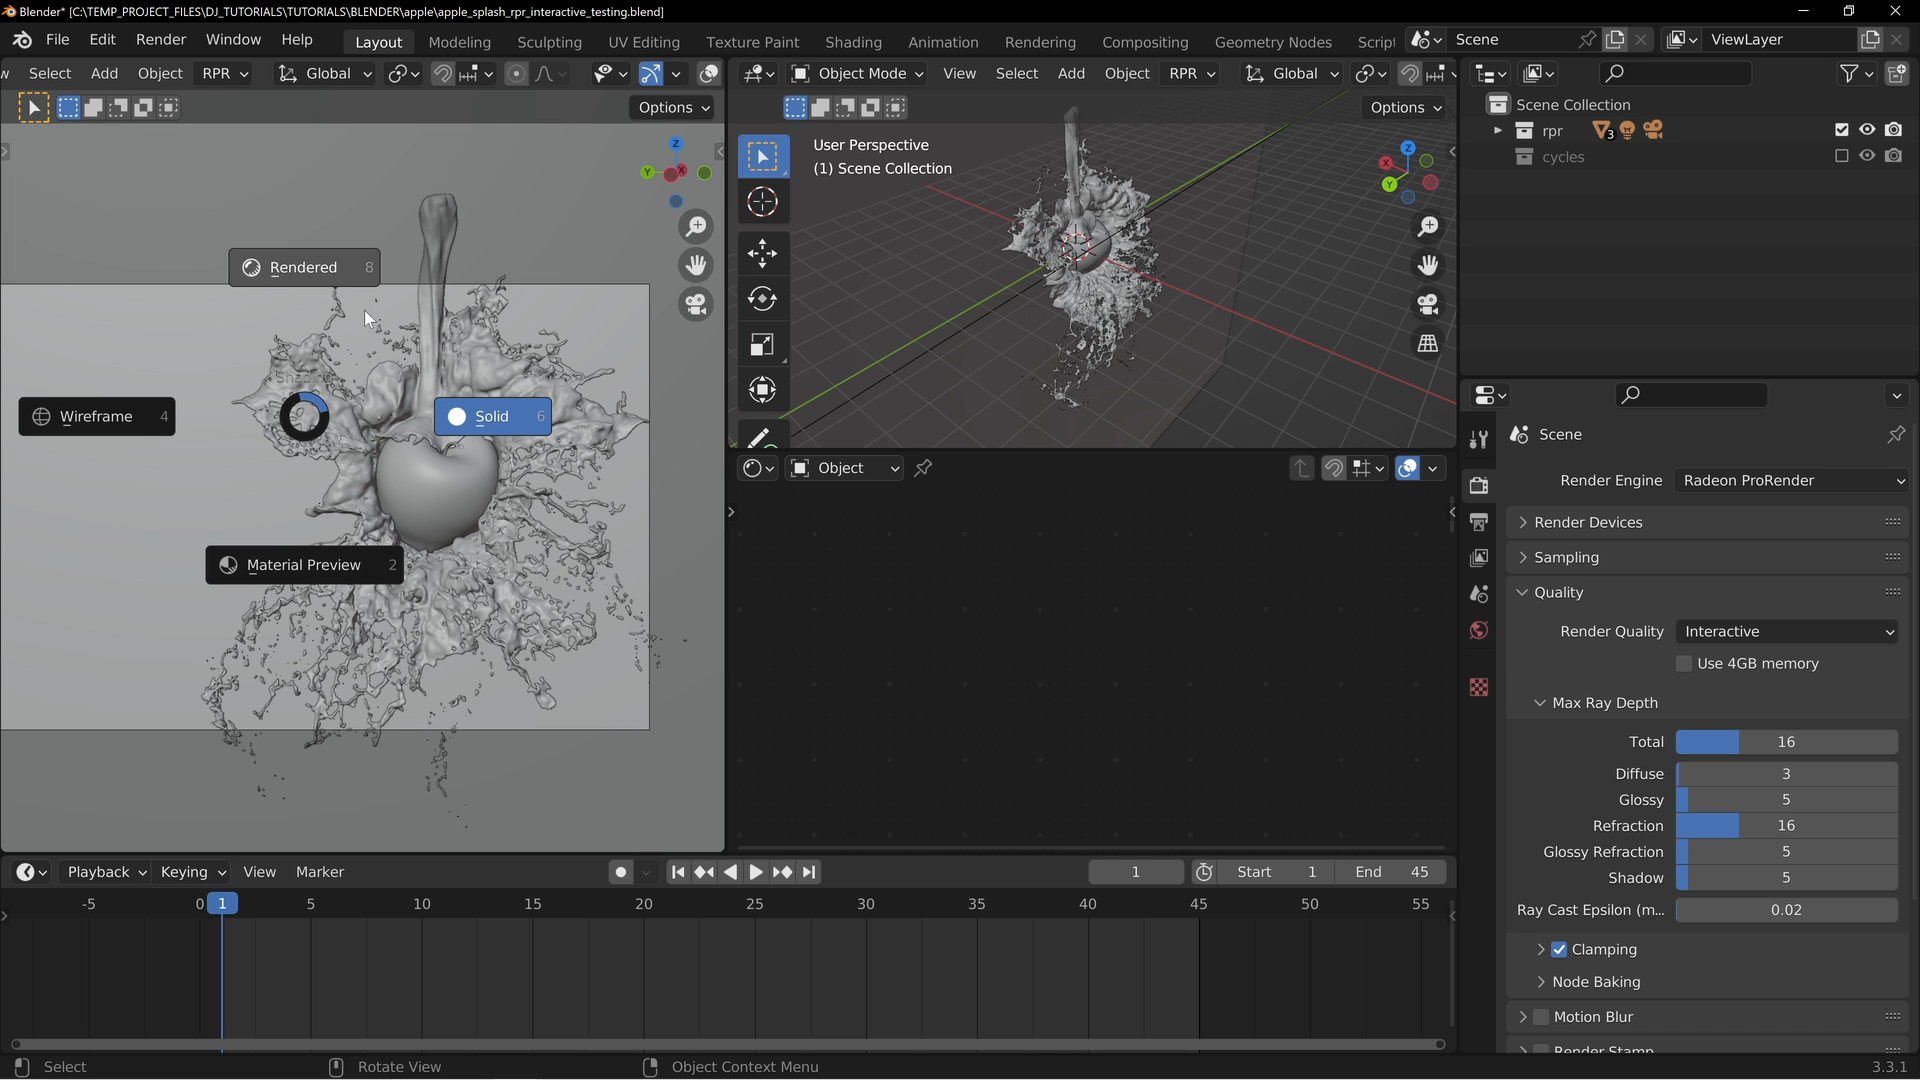 Blender* [C:\TEMP_PROJECT_FILES\DJ_TUTORIALS\TUTORIALS\BLENDER\apple\apple_splash_rpr_interactive_testing.blend]
File Edit Render Window Help Layout Modeling Sculpting UV Editing Texture Paint Shading Animation Rendering Compositing Geometry Nodes Script Scene ViewLayer
w Select Add Object RPR Global Object Mode View Select Add Object RPR Global
Options Options
Scene Collection
rpr 3
cycles
User Perspective
(1) Scene Collection
Z
Y X
Z
X
Y
Rendered 8
Shading
Wireframe 4
Solid 6
Material Preview 2
Object
Scene
Render Engine Radeon ProRender
Render Devices
Sampling
Quality
Render Quality Interactive
Use 4GB memory
Max Ray Depth
Total 16
Diffuse 3
Glossy 5
Refraction 16
Glossy Refraction 5
Shadow 5
Ray Cast Epsilon (m... 0.02
Clamping
Node Baking
Motion Blur
Render Stamp
Playback Keying View Marker 1 Start 1 End 45
-5 0 1 5 10 15 20 25 30 35 40 45 50 55
Select Rotate View Object Context Menu 3.3.1